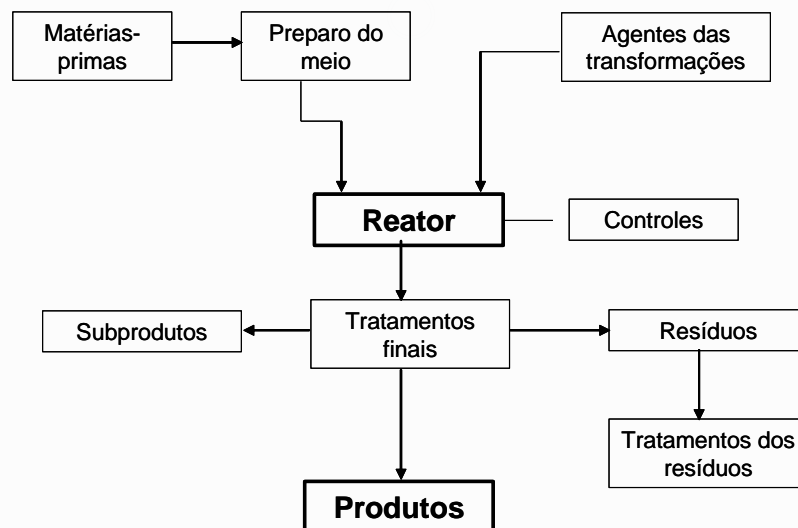 Matérias-
primas
Preparo do
meio
Agentes das
transformações
Reator
Controles
Subprodutos
Tratamentos
finais
Resíduos
Tratamentos dos
resíduos
Produtos